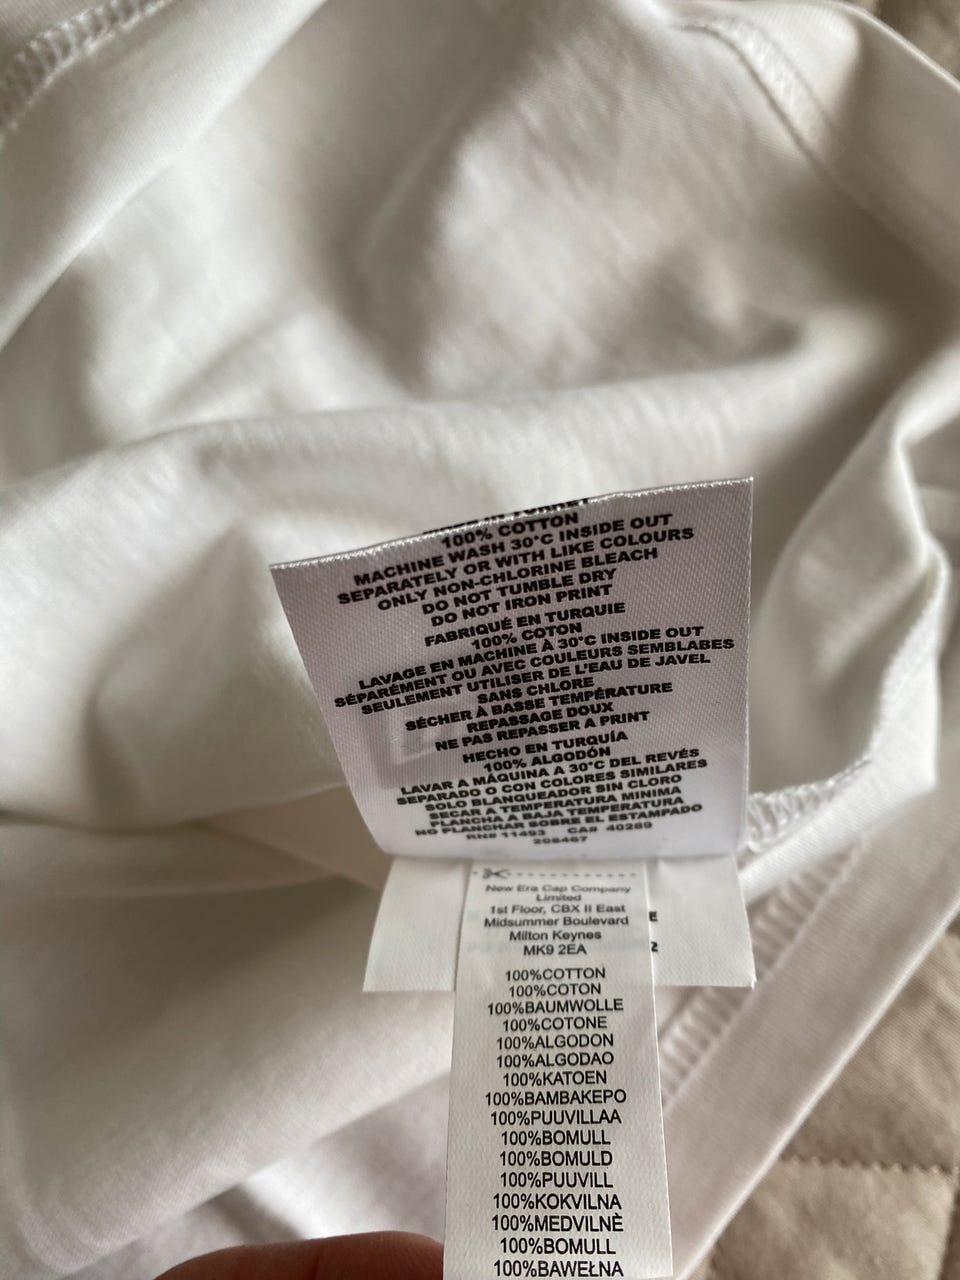 100% COTTON
MACHINE WASH 30°C INSIDE OUT
SEPARATELY OR WITH LIKE COLOURS
ONLY NON-CHLORINE BLEACH
DO NOT TUMBLE DRY
DO NOT IRON PRINT
FABRIQUÉ EN TURQUIE
100% COTON
LAVAGE EN MACHINE À 30°C INSIDE OUT
SÉPARÉMENT OU AVEC COULEURS SEMBLABES
SEULEMENT UTILISER DE L'EAU DE JAVEL
SANS CHLORE
SÉCHER À BASSE TEMPÉRATURE
REPASSAGE DOUX
NE PAS REPASSER A PRINT
HECHO EN TURQUÍA
100% ALGODÓN
LAVAR A MÁQUINA A 30°C DEL REVÉS
SEPARADO O CON COLORES SIMILARES
SOLO BLANQUEADOR SIN CLORO
SECAR A TEMPERATURA MINIMA
PLANCHA A BAJA TEMPERATURA
NO PLANCHAR SOBRE EL ESTAMPADO
RN# 11493 CA# 40289
208467
New Era Cap Company
Limited
1st Floor, CBX II East
Midsummer Boulevard
Milton Keynes
MK9 2EA
E
2
100%COTTON
100%COTON
100%BAUMWOLLE
100%COTONE
100%ALGODON
100%ALGODAO
100%KATOEN
100%BAMBAKEPO
100%PUUVILLAA
100%BOMULL
100%BOMULD
100%PUUVILL
100%KOKVILNA
100%MEDVILNÈ
100%BOMULL
100%BAWEŁNA